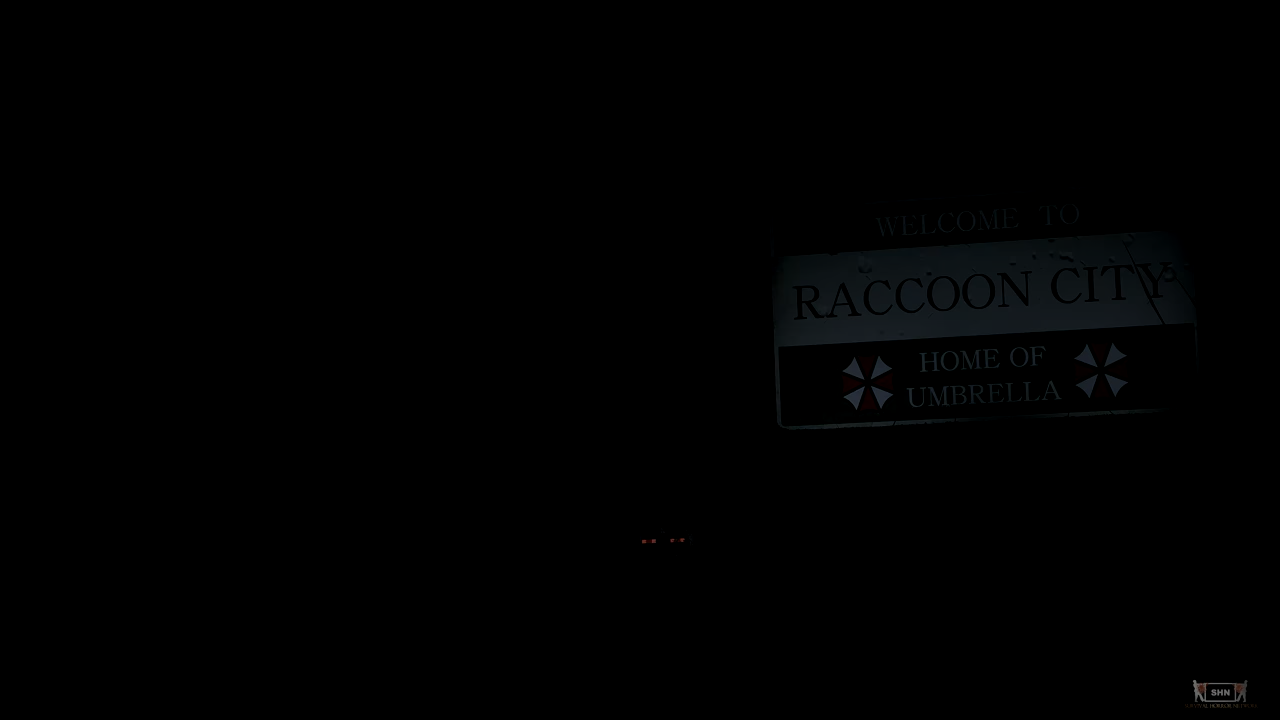 WELCOME TO
RACCOON CITY
HOME OF
UMBRELLA
SHN